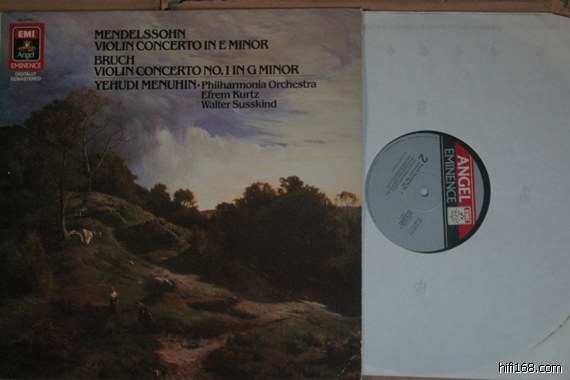 EMI
Angel
EMINENCE
DIGITALLY
REMASTERED
MENDELSSOHN
VIOLIN CONCERTO IN E MINOR
BRUCH
VIOLIN CONCERTO NO. 1 IN G MINOR
YEHUDI MENUHIN • Philharmonia Orchestra
Efrem Kurtz
Walter Susskind
ANGEL
EMINENCE
2
hifi168.com